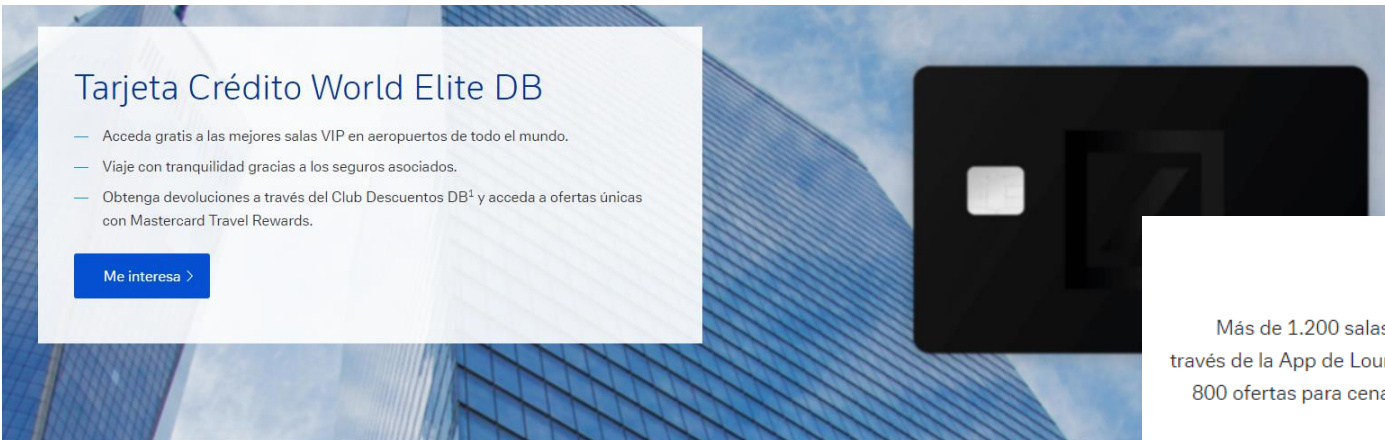 Tarjeta Crédito World Elite DB
— Acceda gratis a las mejores salas VIP en aeropuertos de todo el mundo.
— Viaje con tranquilidad gracias a los seguros asociados.
— Obtenga devoluciones a través del Club Descuentos DB¹ y acceda a ofertas únicas
con Mastercard Travel Rewards.
Me interesa >
Más de 1.200 salas
través de la App de
800 ofertas para